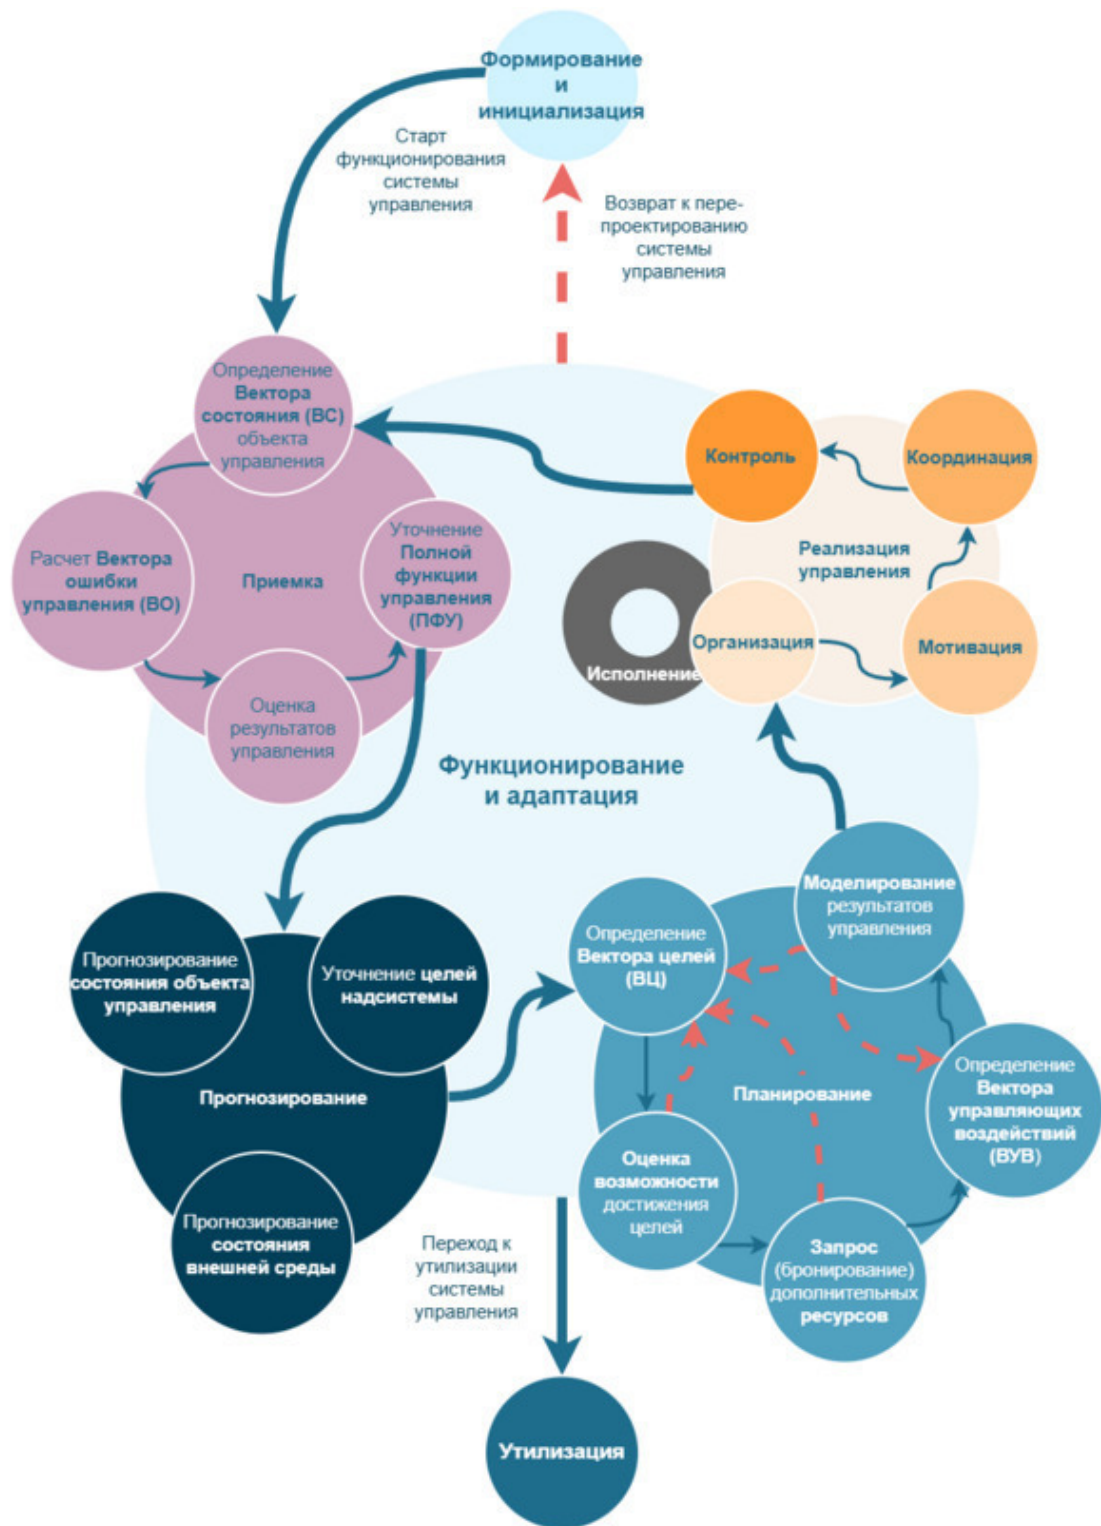 Формирование
и
инициализация
Старт
функционирования
системы
управления
Возврат к пере-
проектированию
системы
управления
Определение
Вектора
состояния (ВС)
объекта
управления
Расчет Вектора
ошибки
управления (ВО)
Приемка
Уточнение
Полной
функции
управления
(ПФУ)
Оценка
результатов
управления
Контроль
Координация
Реализация
управления
Организация
Мотивация
Исполнение
Функционирование
и адаптация
Прогнозирование
состояния объекта
управления
Уточнение целей
надсистемы
Прогнозирование
Прогнозирование
состояния
внешней среды
Определение
Вектора целей
(ВЦ)
Моделирование
результатов
управления
Планирование
Определение
Вектора
управляющих
воздействий
(ВУВ)
Оценка
возможности
достижения
целей
Запрос
(бронирование)
дополнительных
ресурсов
Переход к
утилизации
системы
управления
Утилизация